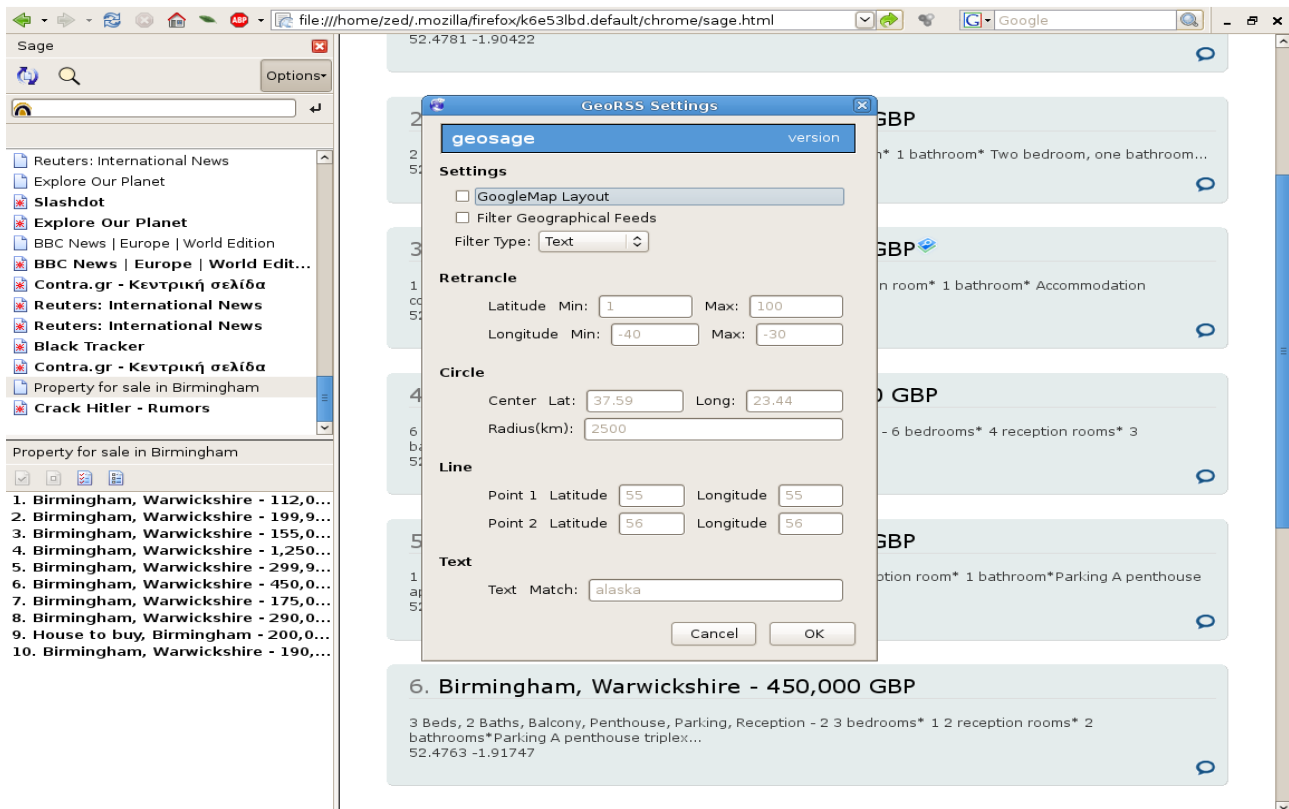 file:///home/zed/.mozilla/firefox/k6e53lbd.default/chrome/sage.html
G Google
ABP
Sage
Options
Reuters: International News
Explore Our Planet
Slashdot
Explore Our Planet
BBC News | Europe | World Edition
BBC News | Europe | World Edit...
Contra.gr - Κεντρική σελίδα
Reuters: International News
Reuters: International News
Black Tracker
Contra.gr - Κεντρική σελίδα
Property for sale in Birmingham
Crack Hitler - Rumors
Property for sale in Birmingham
1. Birmingham, Warwickshire - 112,0...
2. Birmingham, Warwickshire - 199,9...
3. Birmingham, Warwickshire - 155,0...
4. Birmingham, Warwickshire - 1,250...
5. Birmingham, Warwickshire - 299,9...
6. Birmingham, Warwickshire - 450,0...
7. Birmingham, Warwickshire - 175,0...
8. Birmingham, Warwickshire - 290,0...
9. House to buy, Birmingham - 200,0...
10. Birmingham, Warwickshire - 190,...
52.4781 -1.90422
GeoRSS Settings
geosage version
Settings
GoogleMap Layout
Filter Geographical Feeds
Filter Type: Text
Retrancle
Latitude Min: 1 Max: 100
Longitude Min: -40 Max: -30
Circle
Center Lat: 37.59 Long: 23.44
Radius(km): 2500
Line
Point 1 Latitude 55 Longitude 55
Point 2 Latitude 56 Longitude 56
Text
Text Match: alaska
Cancel OK
2 GBP
2 * 1 bathroom* Two bedroom, one bathroom...
3 GBP
1 n room* 1 bathroom* Accommodation
4 0 GBP
6 - 6 bedrooms* 4 reception rooms* 3
5 GBP
1 room* 1 bathroom*Parking A penthouse
6. Birmingham, Warwickshire - 450,000 GBP
3 Beds, 2 Baths, Balcony, Penthouse, Parking, Reception - 2 3 bedrooms* 1 2 reception rooms* 2
bathrooms*Parking A penthouse triplex...
52.4763 -1.91747